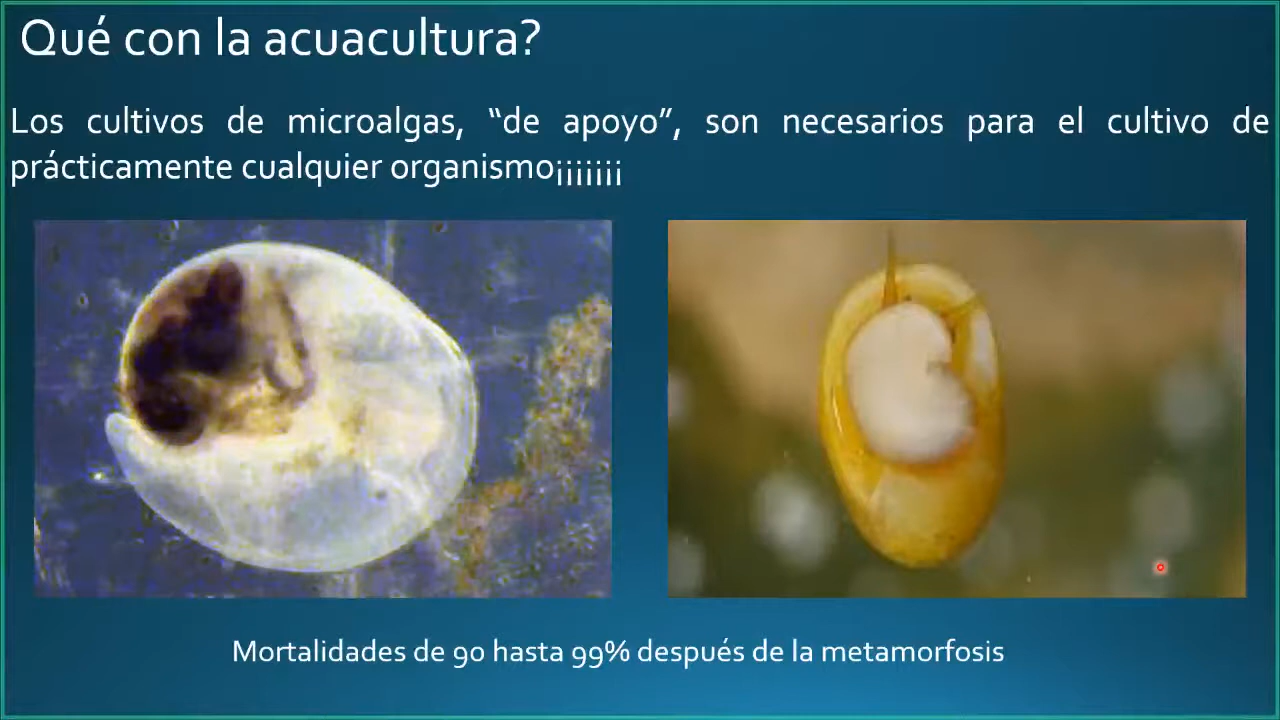 Qué con la acuacultura?
Los cultivos de microalgas, “de apoyo”, son necesarios para el cultivo de
prácticamente cualquier organismo¡¡¡¡¡¡¡
Mortalidades de 90 hasta 99% después de la metamorfosis